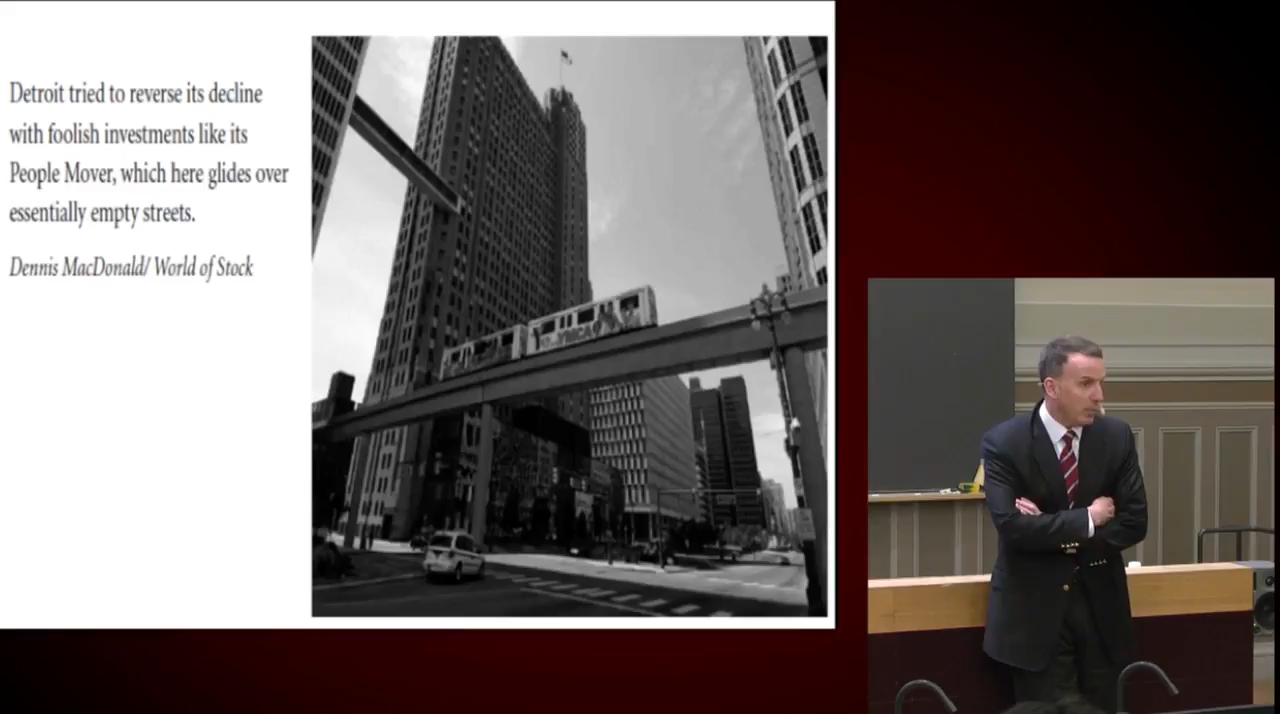 Detroit tried to reverse its decline
with foolish investments like its
People Mover, which here glides over
essentially empty streets.
Dennis MacDonald/ World of Stock
YMCA